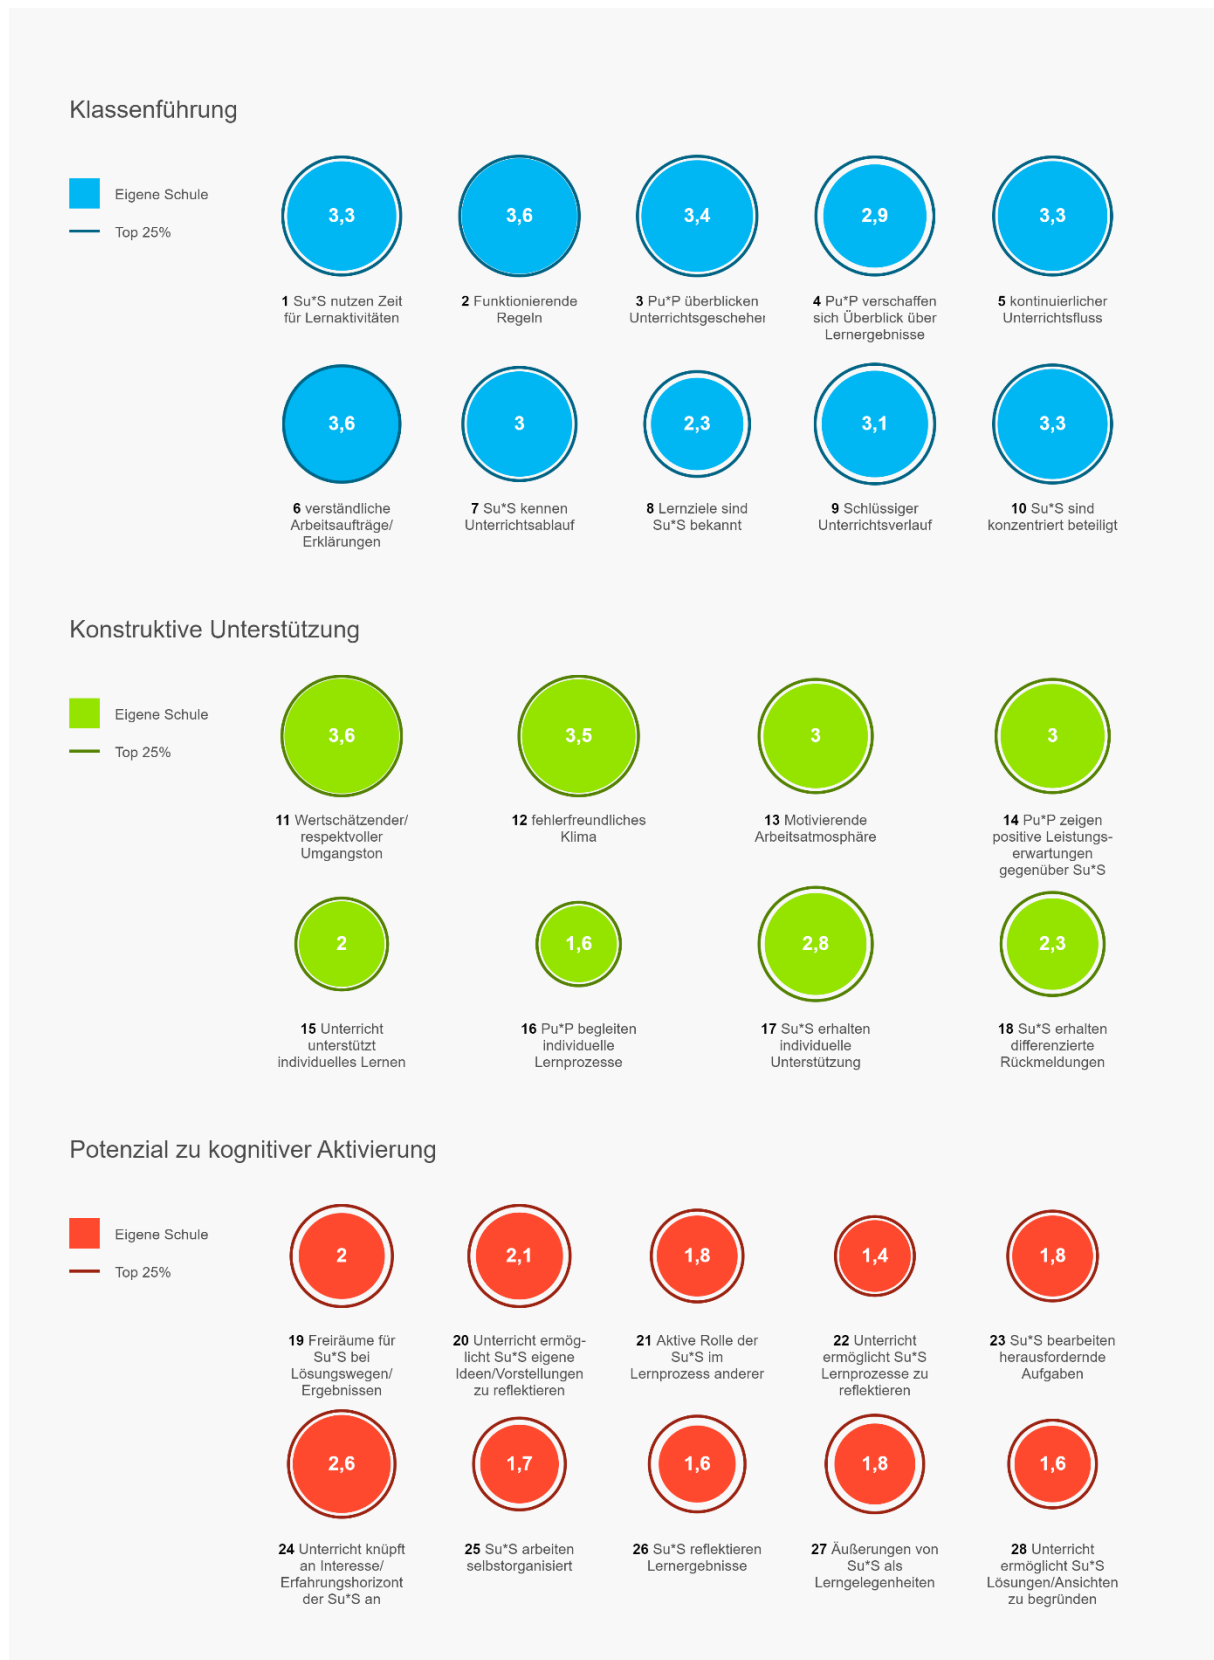 Klassenführung
Eigene Schule
Top 25%
3,3
3,6
3,4
2,9
3,3
1 Su*S nutzen Zeit
für Lernaktivitäten
2 Funktionierende
Regeln
3 Pu*P überblicken
Unterrichtsgeschehen
4 Pu*P verschaffen
sich Überblick über
Lernergebnisse
5 kontinuierlicher
Unterrichtsfluss
3,6
3
2,3
3,1
3,3
6 verständliche
Arbeitsaufträge/
Erklärungen
7 Su*S kennen
Unterrichtsablauf
8 Lernziele sind
Su*S bekannt
9 Schlüssiger
Unterrichtsverlauf
10 Su*S sind
konzentriert beteiligt
Konstruktive Unterstützung
Eigene Schule
Top 25%
3,6
3,5
3
3
11 Wertschätzender/
respektvoller
Umgangston
12 fehlerfreundliches
Klima
13 Motivierende
Arbeitsatmosphäre
14 Pu*P zeigen
positive Leistungs-
erwartungen
gegenüber Su*S
2
1,6
2,8
2,3
15 Unterricht
unterstützt
individuelles Lernen
16 Pu*P begleiten
individuelle
Lernprozesse
17 Su*S erhalten
individuelle
Unterstützung
18 Su*S erhalten
differenzierte
Rückmeldungen
Potenzial zu kognitiver Aktivierung
Eigene Schule
Top 25%
2
2,1
1,8
1,4
1,8
19 Freiräume für
Su*S bei
Lösungswegen/
Ergebnissen
20 Unterricht ermög-
licht Su*S eigene
Ideen/Vorstellungen
zu reflektieren
21 Aktive Rolle der
Su*S im
Lernprozess anderer
22 Unterricht
ermöglicht Su*S
Lernprozesse zu
reflektieren
23 Su*S bearbeiten
herausfordernde
Aufgaben
2,6
1,7
1,6
1,8
1,6
24 Unterricht knüpft
an Interesse/
Erfahrungshorizont
der Su*S an
25 Su*S arbeiten
selbstorganisiert
26 Su*S reflektieren
Lernergebnisse
27 Äußerungen von
Su*S als
Lerngelegenheiten
28 Unterricht
ermöglicht Su*S
Lösungen/Ansichten
zu begründen